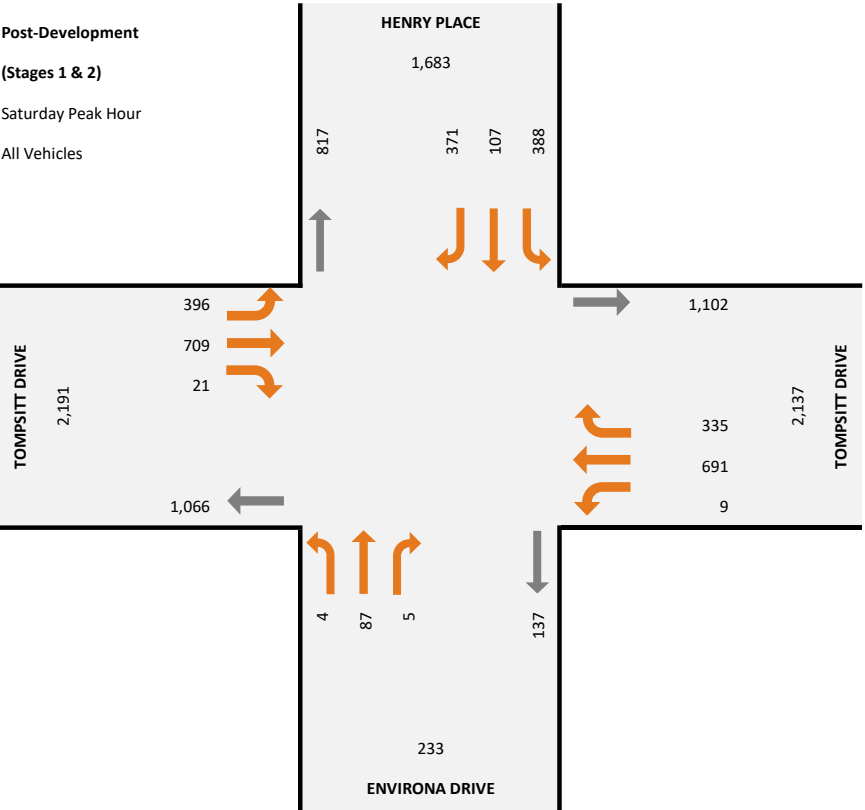 Post-Development
(Stages 1 & 2)
Saturday Peak Hour
All Vehicles
HENRY PLACE
1,683
817
371
107
388
396
709
21
1,066
TOMPSITT DRIVE
2,191
1,102
335
691
9
2,137
TOMPSITT DRIVE
4
87
5
137
233
ENVIRONA DRIVE